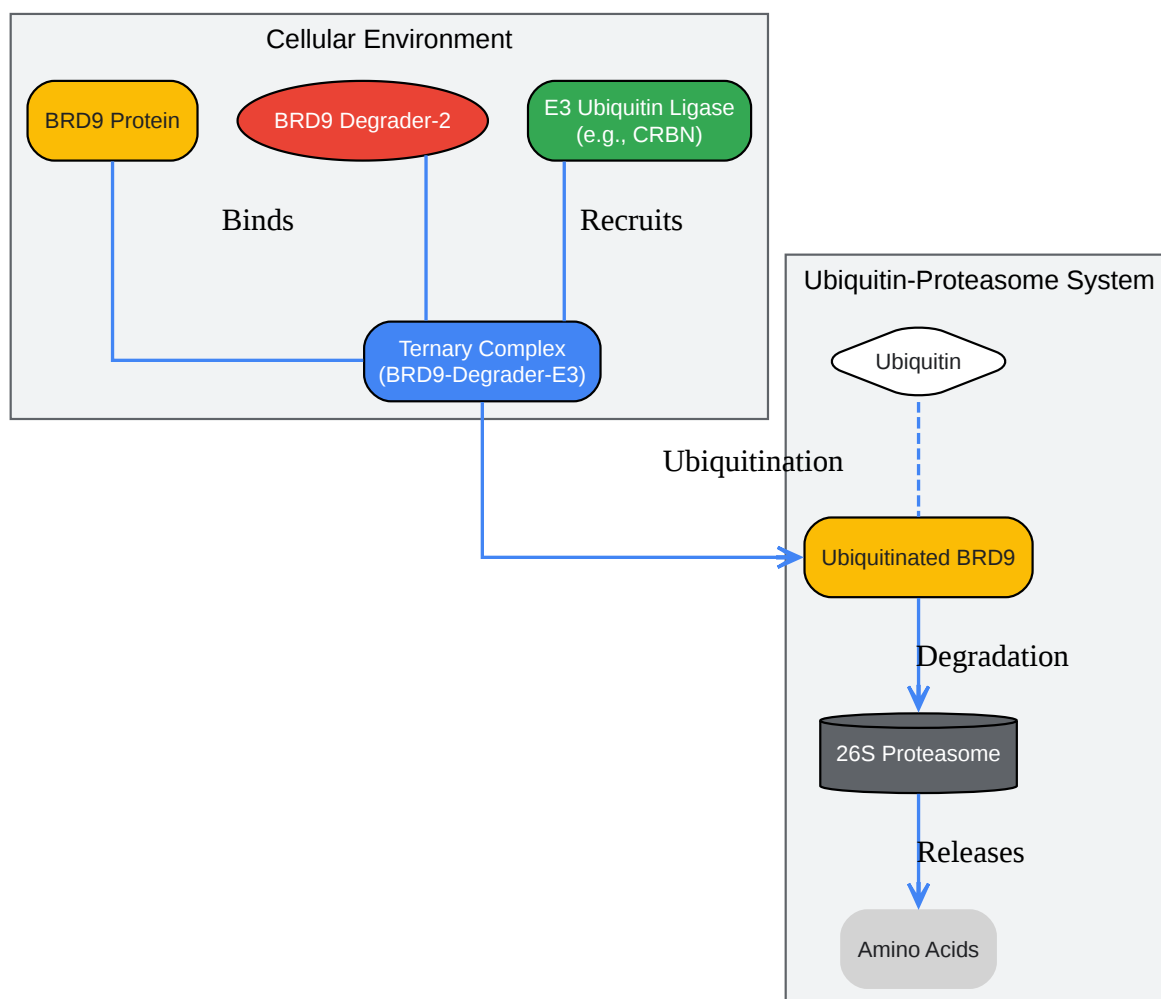 Cellular Environment
BRD9 Protein
BRD9 Degrader-2
E3 Ubiquitin Ligase
(e.g., CRBN)
Binds
Recruits
Ternary Complex
(BRD9-Degrader-E3)
Ubiquitin-Proteasome System
Ubiquitin
Ubiquitination
Ubiquitinated BRD9
Degradation
26S Proteasome
Releases
Amino Acids